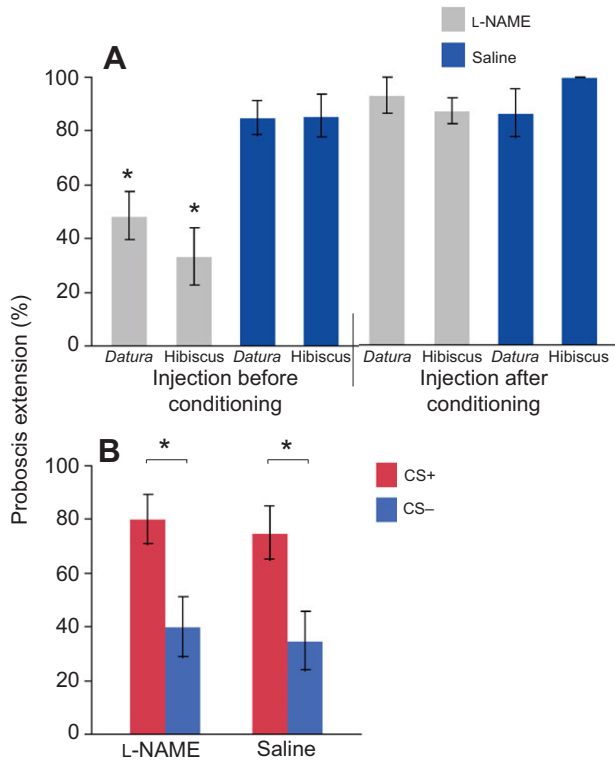 L-NAME
Saline
A
100
80
60
40
20
0
* *
Datura Hibiscus Datura Hibiscus Datura Hibiscus Datura Hibiscus
Injection before conditioning
Injection after conditioning
Proboscis extension (%)
B
* *
CS+
CS–
100
80
60
40
20
0
L-NAME Saline